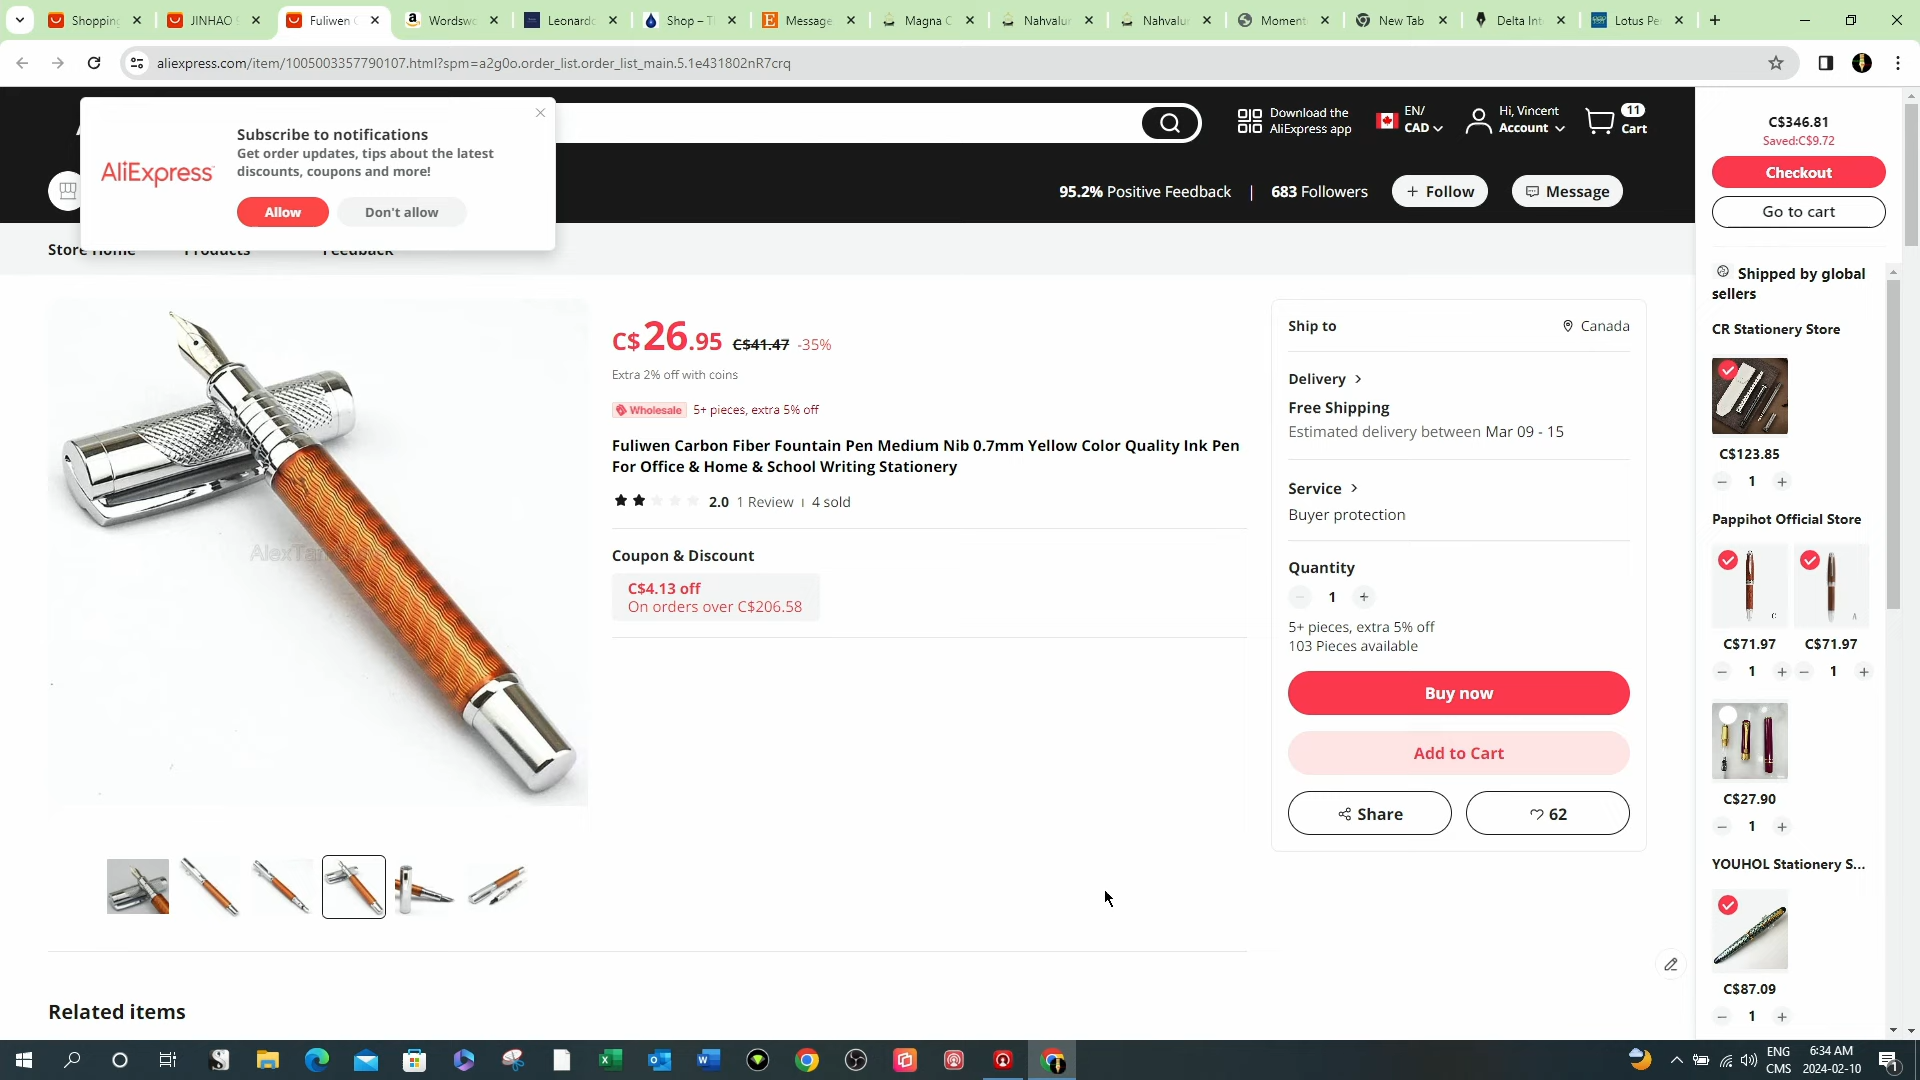 Shopping
JINHAO
Fuliwen C
Wordswo
Leonardo
Shop – T
Message
Magna C
Nahvalur
Nahvalur
Moment
New Tab
Delta Int
Lotus Pe
aliexpress.com/item/1005003357790107.html?spm=a2g0o.order_list.order_list_main.5.1e431802nR7crq
Subscribe to notifications
Get order updates, tips about the latest
discounts, coupons and more!
AliExpress
Allow
Don't allow
Download the
AliExpress app
EN/
CAD
Hi, Vincent
Account
11
Cart
95.2% Positive Feedback | 683 Followers
+ Follow
Message
Store Home
Products
Feedback
C$26.95 C$41.47 -35%
Extra 2% off with coins
Wholesale 5+ pieces, extra 5% off
Fuliwen Carbon Fiber Fountain Pen Medium Nib 0.7mm Yellow Color Quality Ink Pen
For Office & Home & School Writing Stationery
2.0 1 Review | 4 sold
Coupon & Discount
C$4.13 off
On orders over C$206.58
Ship to
Canada
Delivery >
Free Shipping
Estimated delivery between Mar 09 - 15
Service >
Buyer protection
Quantity
− 1 +
5+ pieces, extra 5% off
103 Pieces available
Buy now
Add to Cart
Share
62
Related items
C$346.81
Saved:C$9.72
Checkout
Go to cart
Shipped by global
sellers
CR Stationery Store
C$123.85
− 1 +
Pappihot Official Store
C
A
C$71.97 C$71.97
− 1 + − 1 +
C$27.90
− 1 +
YOUHOL Stationery S...
C$87.09
− 1 +
ENG
CMS
6:34 AM
2024-02-10
1